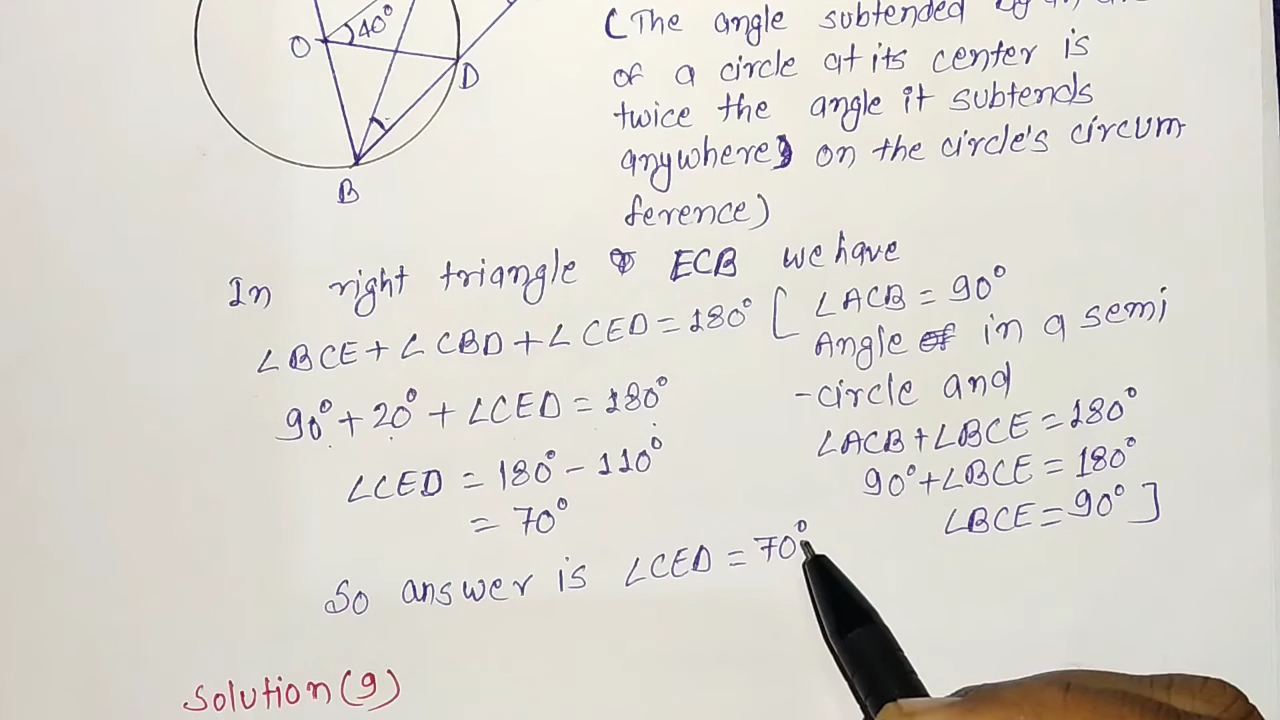 O 40°
D
B
(The angle subtended
of a circle at its center is
twice the angle it subtends
anywhere) on the circle's circum
ference)
In right triangle ECB we have
∠BCE + ∠CBD + ∠CED = 180°
90° + 20° + ∠CED = 180°
∠CED = 180° - 110°
= 70°
So answer is ∠CED = 70°
[ ∠ACB = 90°
Angle of in a semi
-circle and
∠ACB + ∠BCE = 180°
90° + ∠BCE = 180°
∠BCE = 90° ]
Solution (9)